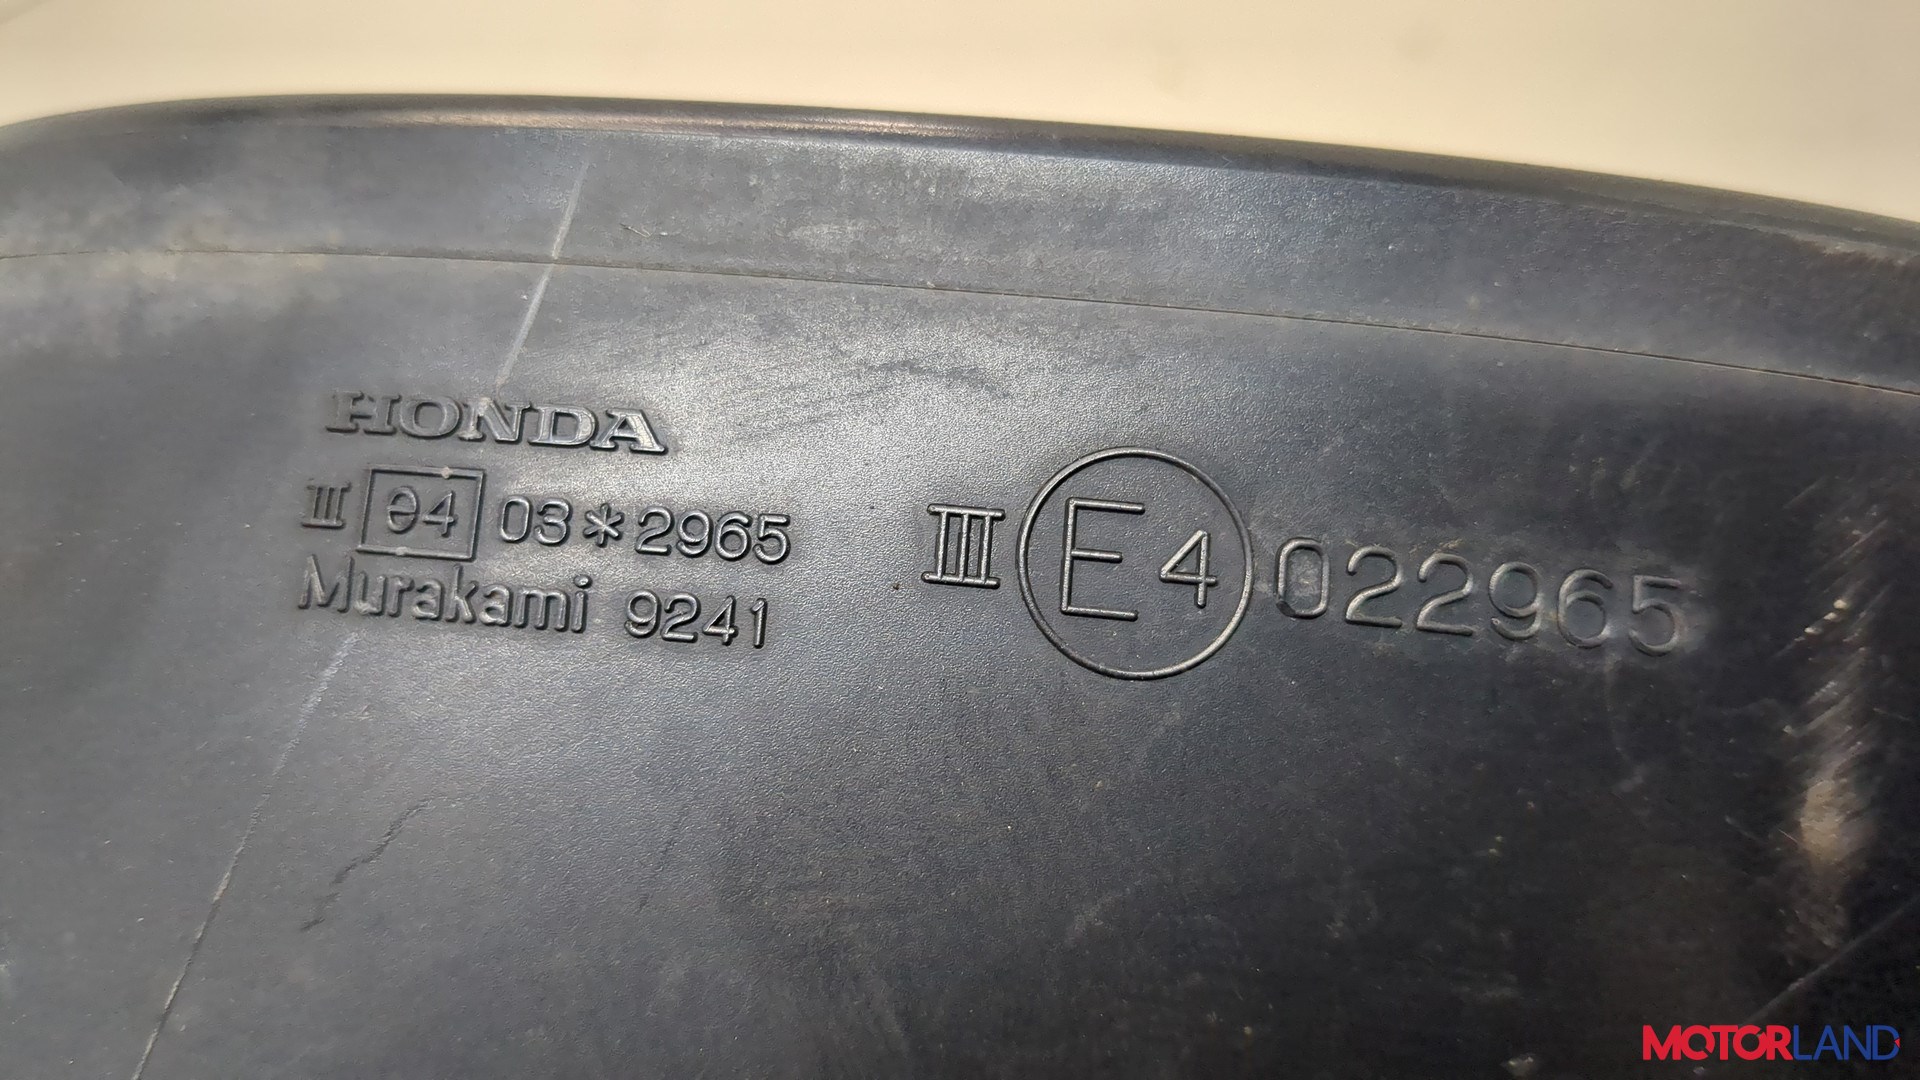 HONDA
III e4 03*2965
Murakami 9241
III E4 022965
MOTORLAND